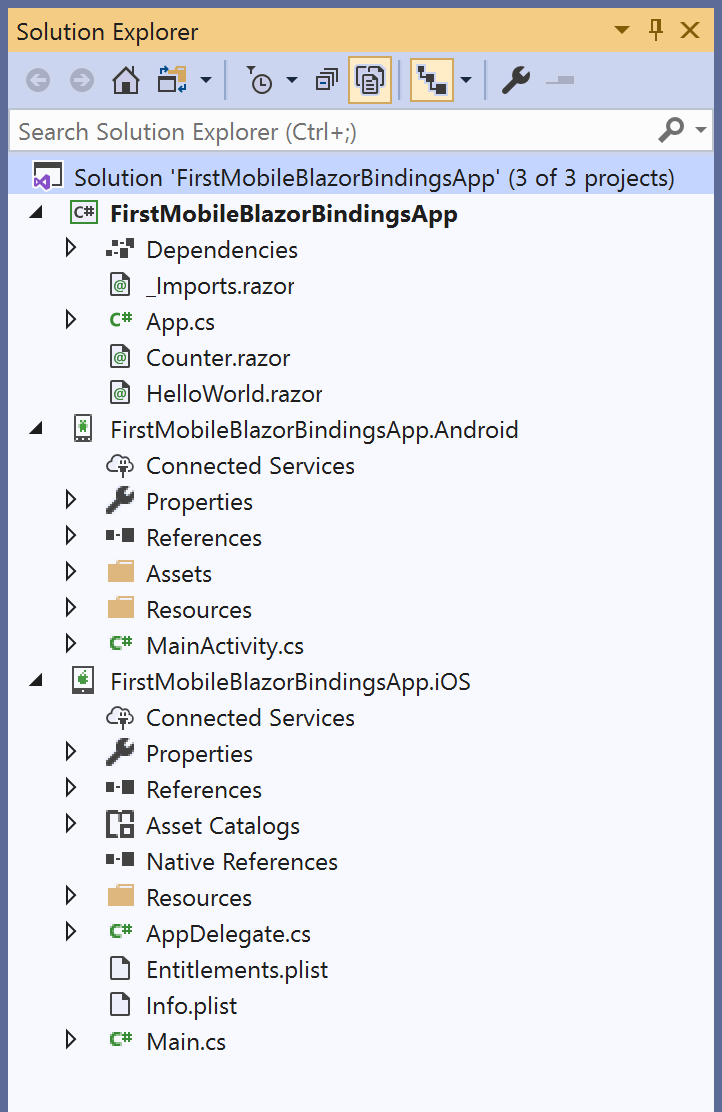 Solution Explorer
Search Solution Explorer (Ctrl+;)
Solution 'FirstMobileBlazorBindingsApp' (3 of 3 projects)
C# FirstMobileBlazorBindingsApp
Dependencies
@ _Imports.razor
C# App.cs
@ Counter.razor
@ HelloWorld.razor
FirstMobileBlazorBindingsApp.Android
Connected Services
Properties
References
Assets
Resources
C# MainActivity.cs
FirstMobileBlazorBindingsApp.iOS
Connected Services
Properties
References
Asset Catalogs
Native References
Resources
C# AppDelegate.cs
Entitlements.plist
Info.plist
C# Main.cs